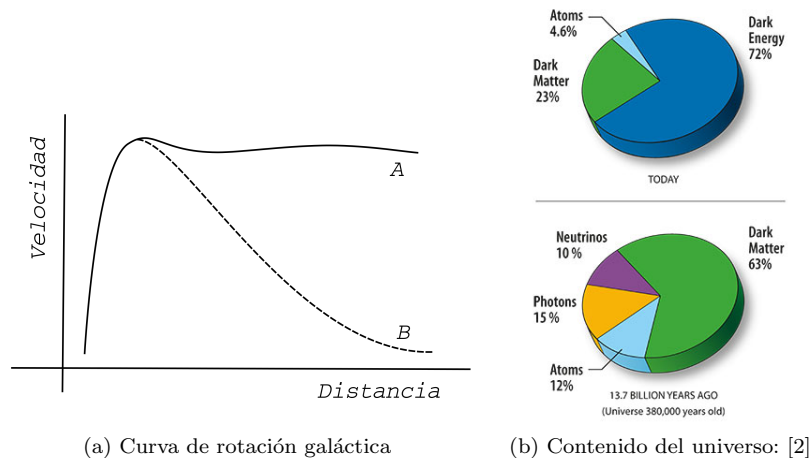 Velocidad
A
B
Distancia
(a) Curva de rotación galáctica
Atoms
4.6%
Dark
Energy
72%
Dark
Matter
23%
TODAY
Neutrinos
10 %
Dark
Matter
63%
Photons
15 %
Atoms
12%
13.7 BILLION YEARS AGO
(Universe 380,000 years old)
(b) Contenido del universo: [2]